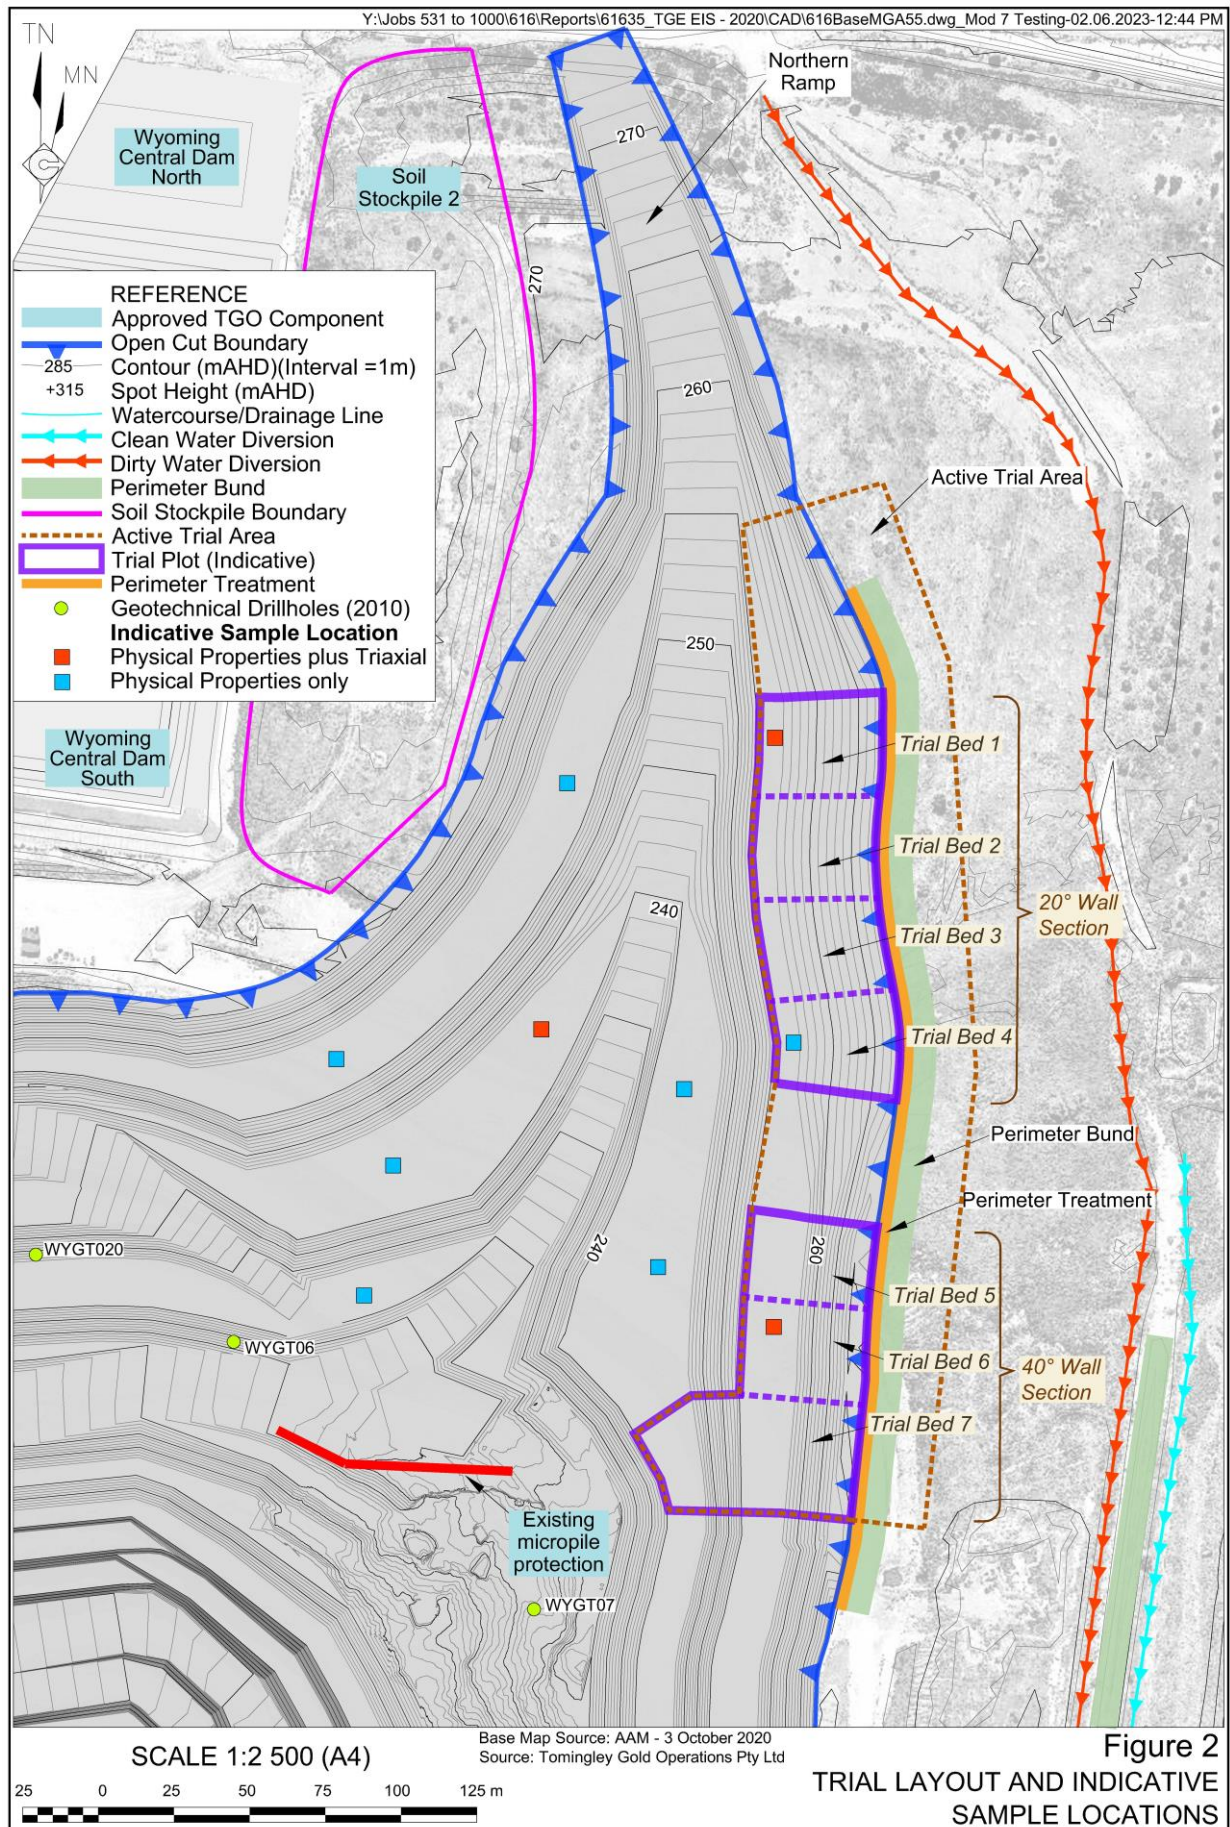 Y:\Jobs 531 to 1000\616\Reports\61635_TGE EIS - 2020\CAD\616BaseMGA55.dwg_Mod 7 Testing-02.06.2023-12:44 PM
TN
MN
Wyoming
Central Dam
North
Soil
Stockpile 2
Northern
Ramp
270
270
260
250
240
240
260
REFERENCE
Approved TGO Component
Open Cut Boundary
285
Contour (mAHD)(Interval =1m)
+315
Spot Height (mAHD)
Watercourse/Drainage Line
Clean Water Diversion
Dirty Water Diversion
Perimeter Bund
Soil Stockpile Boundary
Active Trial Area
Trial Plot (Indicative)
Perimeter Treatment
Geotechnical Drillholes (2010)
Indicative Sample Location
Physical Properties plus Triaxial
Physical Properties only
Active Trial Area
Wyoming
Central Dam
South
Trial Bed 1
Trial Bed 2
Trial Bed 3
Trial Bed 4
20° Wall
Section
Perimeter Bund
Perimeter Treatment
Trial Bed 5
Trial Bed 6
Trial Bed 7
40° Wall
Section
WYGT020
WYGT06
WYGT07
Existing
micropile
protection
SCALE 1:2 500 (A4)
25 0 25 50 75 100 125 m
Base Map Source: AAM - 3 October 2020
Source: Tomingley Gold Operations Pty Ltd
Figure 2
TRIAL LAYOUT AND INDICATIVE
SAMPLE LOCATIONS